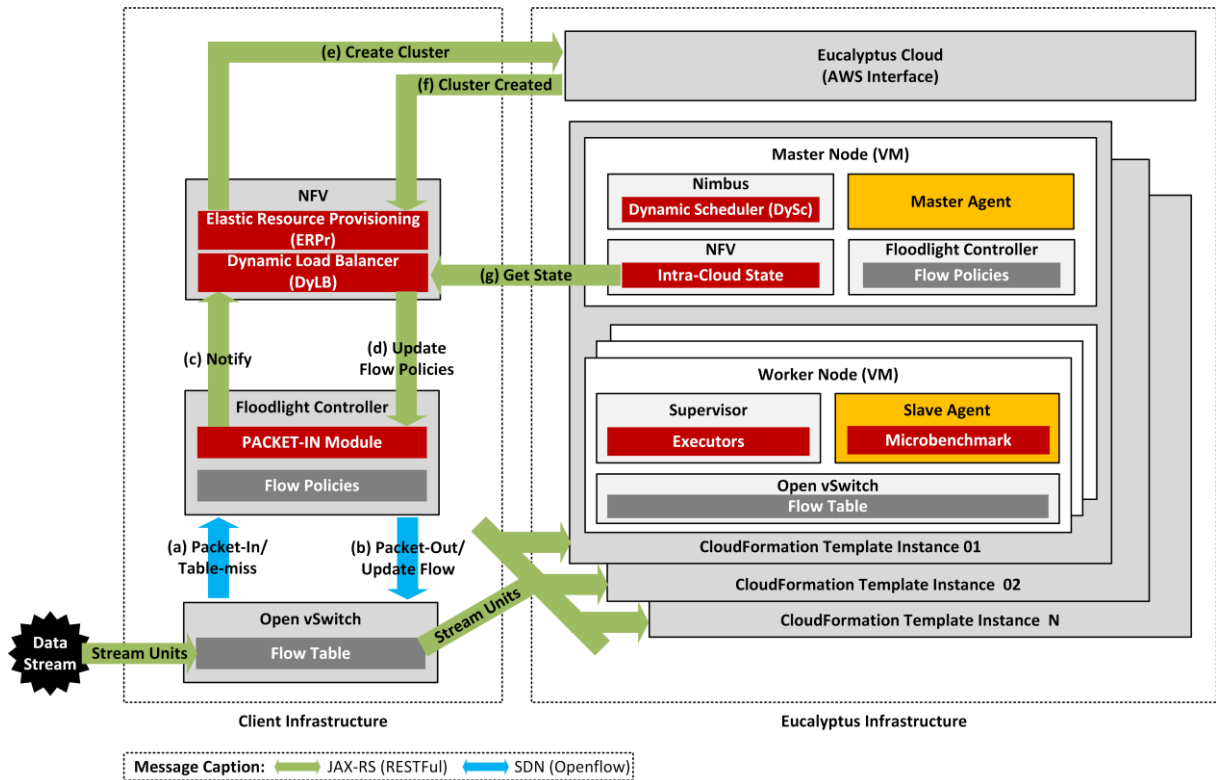 (e) Create Cluster
(f) Cluster Created
Eucalyptus Cloud
(AWS Interface)
NFV
Elastic Resource Provisioning
(ERPr)
Dynamic Load Balancer
(DyLB)
(g) Get State
Master Node (VM)
Nimbus
Dynamic Scheduler (DySc)
Master Agent
NFV
Intra-Cloud State
Floodlight Controller
Flow Policies
(c) Notify
(d) Update
Flow Policies
Floodlight Controller
PACKET-IN Module
Flow Policies
Worker Node (VM)
Supervisor
Executors
Slave Agent
Microbenchmark
Open vSwitch
Flow Table
CloudFormation Template Instance 01
CloudFormation Template Instance 02
CloudFormation Template Instance N
(a) Packet-In/
Table-miss
(b) Packet-Out/
Update Flow
Open vSwitch
Flow Table
Data
Stream
Stream Units
Stream Units
Client Infrastructure
Eucalyptus Infrastructure
Message Caption:
JAX-RS (RESTFul)
SDN (Openflow)